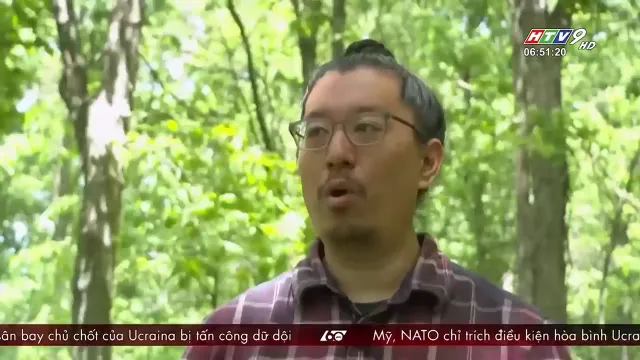 HTV9 HD
06:51:20
sân bay chủ chốt của Ucraina bị tấn công dữ dội
Mỹ, NATO chỉ trích điều kiện hòa bình Ucra